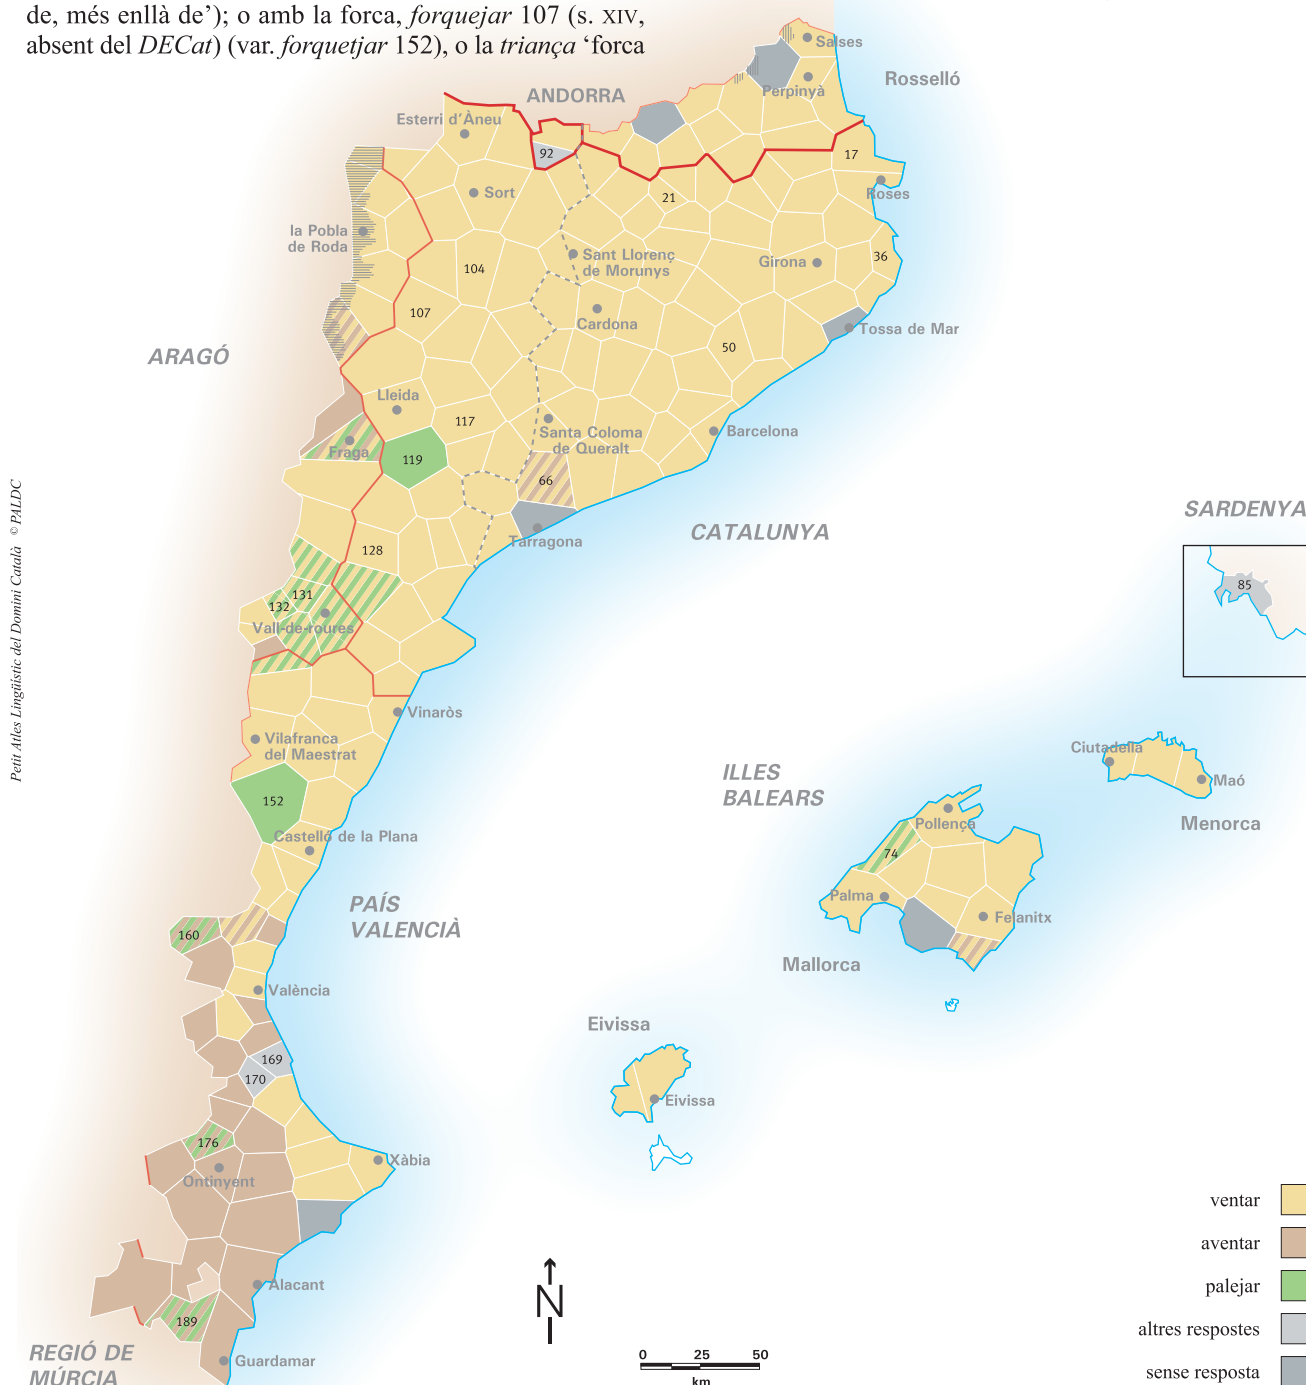 de, més enllà de’); o amb la forca, forquejar 107 (s. XIV,
absent del DECat) (var. forquetjar 152), o la triança ‘forca
Salses
Rosselló
Perpinyà
ANDORRA
Esterri d’Àneu
92
17
Roses
Sort
21
la Pobla
de Roda
Sant Llorenç
de Morunys
Girona
36
104
107
Cardona
Tossa de Mar
50
ARAGÓ
Lleida
117
Santa Coloma
de Queralt
Barcelona
Fraga
119
66
Petit Atles Lingüístic del Domini Català © PALDC
SARDENYA
CATALUNYA
Tarragona
128
85
131
132
Vall-de-roures
Vinaròs
Vilafranca
del Maestrat
Ciutadella
ILLES
BALEARS
Maó
152
Pollença
Menorca
Castelló de la Plana
74
Palma
PAÍS
VALENCIÀ
Felanitx
160
Mallorca
València
Eivissa
169
170
Eivissa
176
Xàbia
Ontinyent
ventar
aventar
Alacant
palejar
189
altres respostes
REGIÓ DE
MÚRCIA
Guardamar
N
0 25 50
km
sense resposta